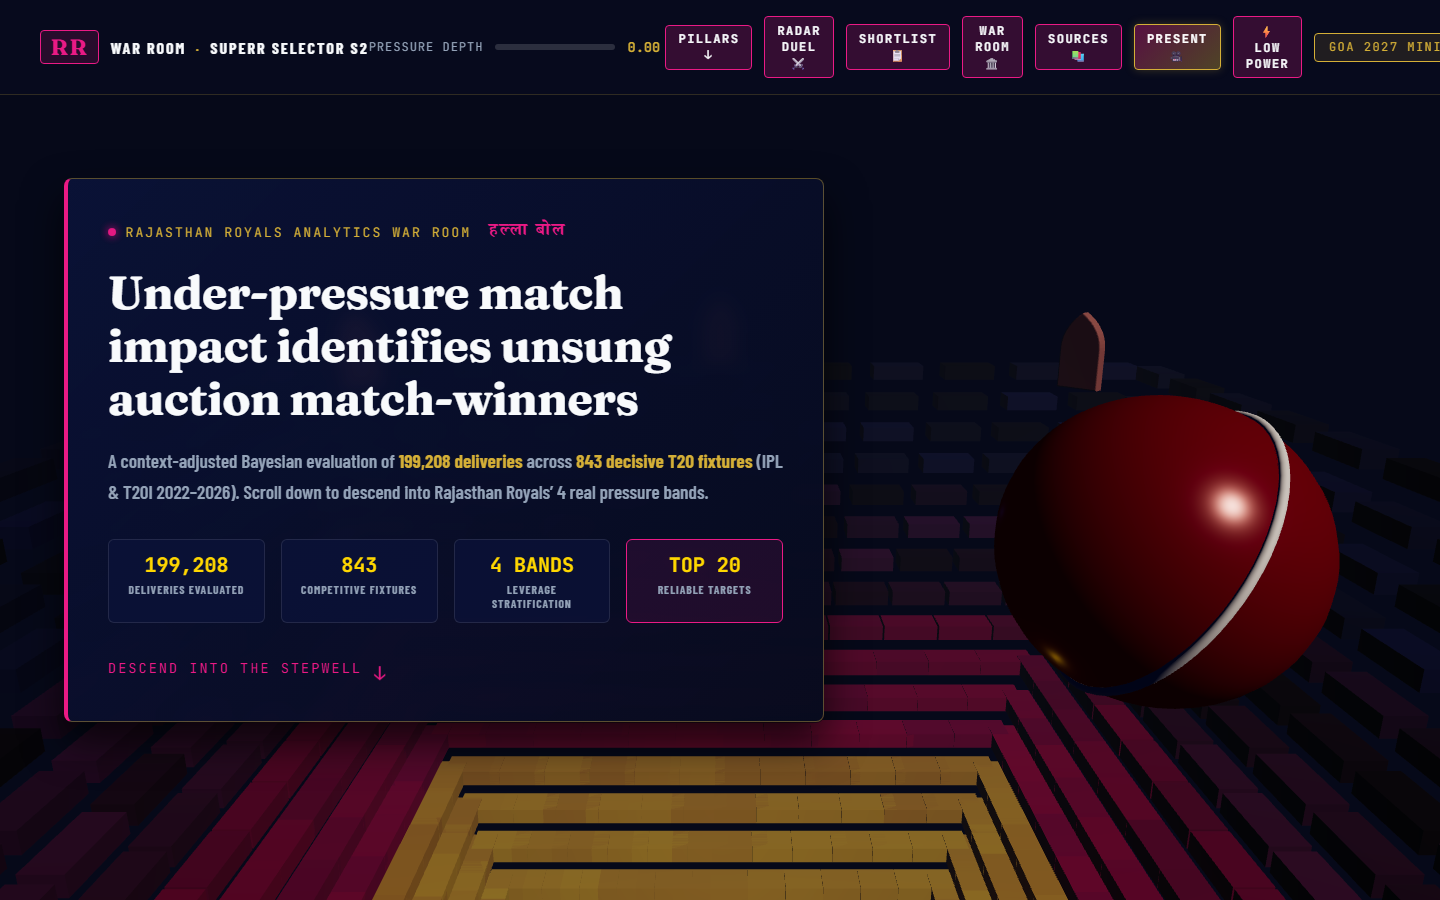 RR WAR ROOM · SUPERR SELECTOR S2 PRESSURE DEPTH 0.00
PILLARS ↓
RADAR DUEL
SHORTLIST
WAR ROOM
SOURCES
PRESENT
LOW POWER
GOA 2027 MINI
RAJASTHAN ROYALS ANALYTICS WAR ROOM हल्ला बोल
Under-pressure match
impact identifies unsung
auction match-winners
A context-adjusted Bayesian evaluation of 199,208 deliveries across 843 decisive T20 fixtures (IPL
& T20I 2022–2026). Scroll down to descend into Rajasthan Royals’ 4 real pressure bands.
199,208
DELIVERIES EVALUATED
843
COMPETITIVE FIXTURES
4 BANDS
LEVERAGE
STRATIFICATION
TOP 20
RELIABLE TARGETS
DESCEND INTO THE STEPWELL ↓